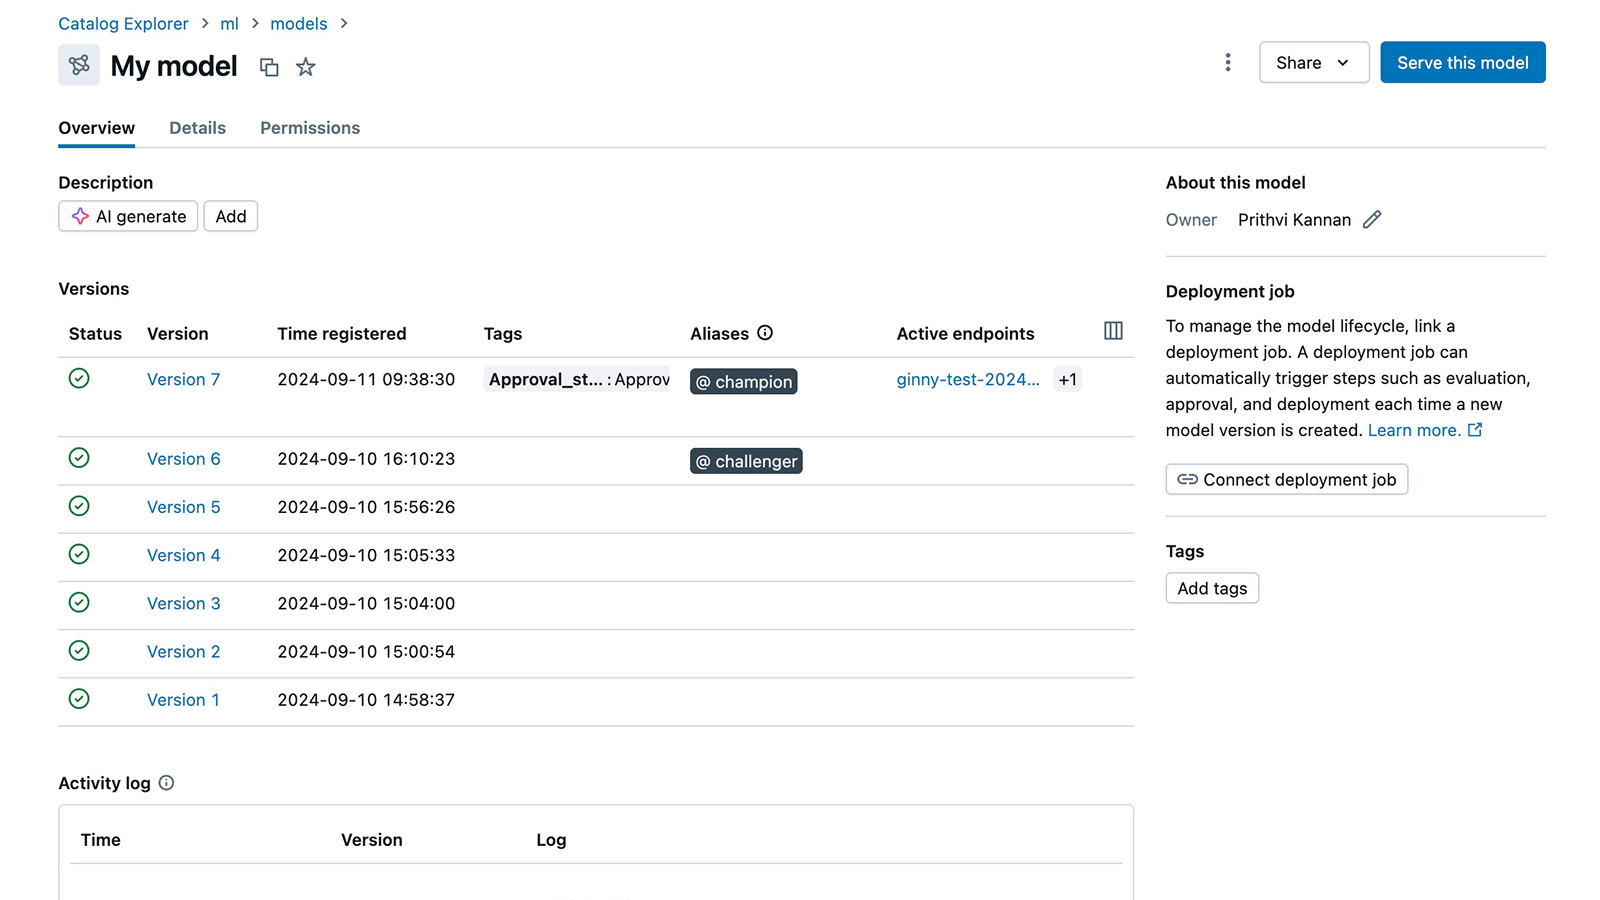 Catalog Explorer > ml > models >
My model
Share
Serve this model
Overview Details Permissions
Description
AI generate
Add
Versions
Status Version Time registered Tags Aliases Active endpoints
Version 7 2024-09-11 09:38:30 Approval_st... : Approv @ champion ginny-test-2024... +1
Version 6 2024-09-10 16:10:23 @ challenger
Version 5 2024-09-10 15:56:26
Version 4 2024-09-10 15:05:33
Version 3 2024-09-10 15:04:00
Version 2 2024-09-10 15:00:54
Version 1 2024-09-10 14:58:37
Activity log
Time Version Log
About this model
Owner Prithvi Kannan
Deployment job
To manage the model lifecycle, link a
deployment job. A deployment job can
automatically trigger steps such as evaluation,
approval, and deployment each time a new
model version is created. Learn more.
Connect deployment job
Tags
Add tags